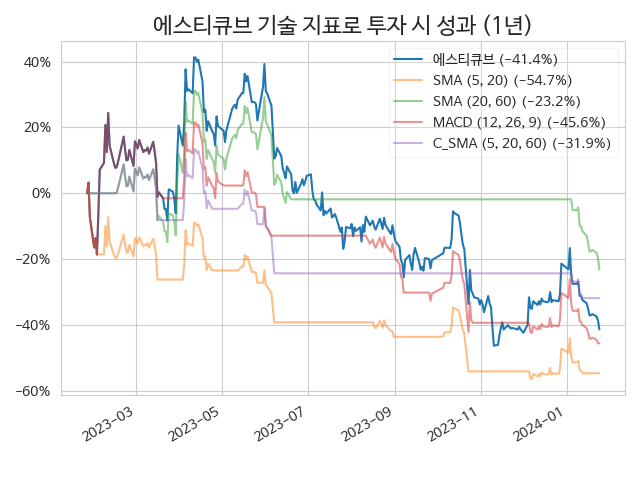 에스티큐브 기술 지표로 투자 시 성과 (1년)
에스티큐브 (−41.4%)
SMA (5, 20) (−54.7%)
SMA (20, 60) (−23.2%)
MACD (12, 26, 9) (−45.6%)
C_SMA (5, 20, 60) (−31.9%)
40%
20%
0%
−20%
−40%
−60%
2023−03
2023−05
2023−07
2023−09
2023−11
2024−01